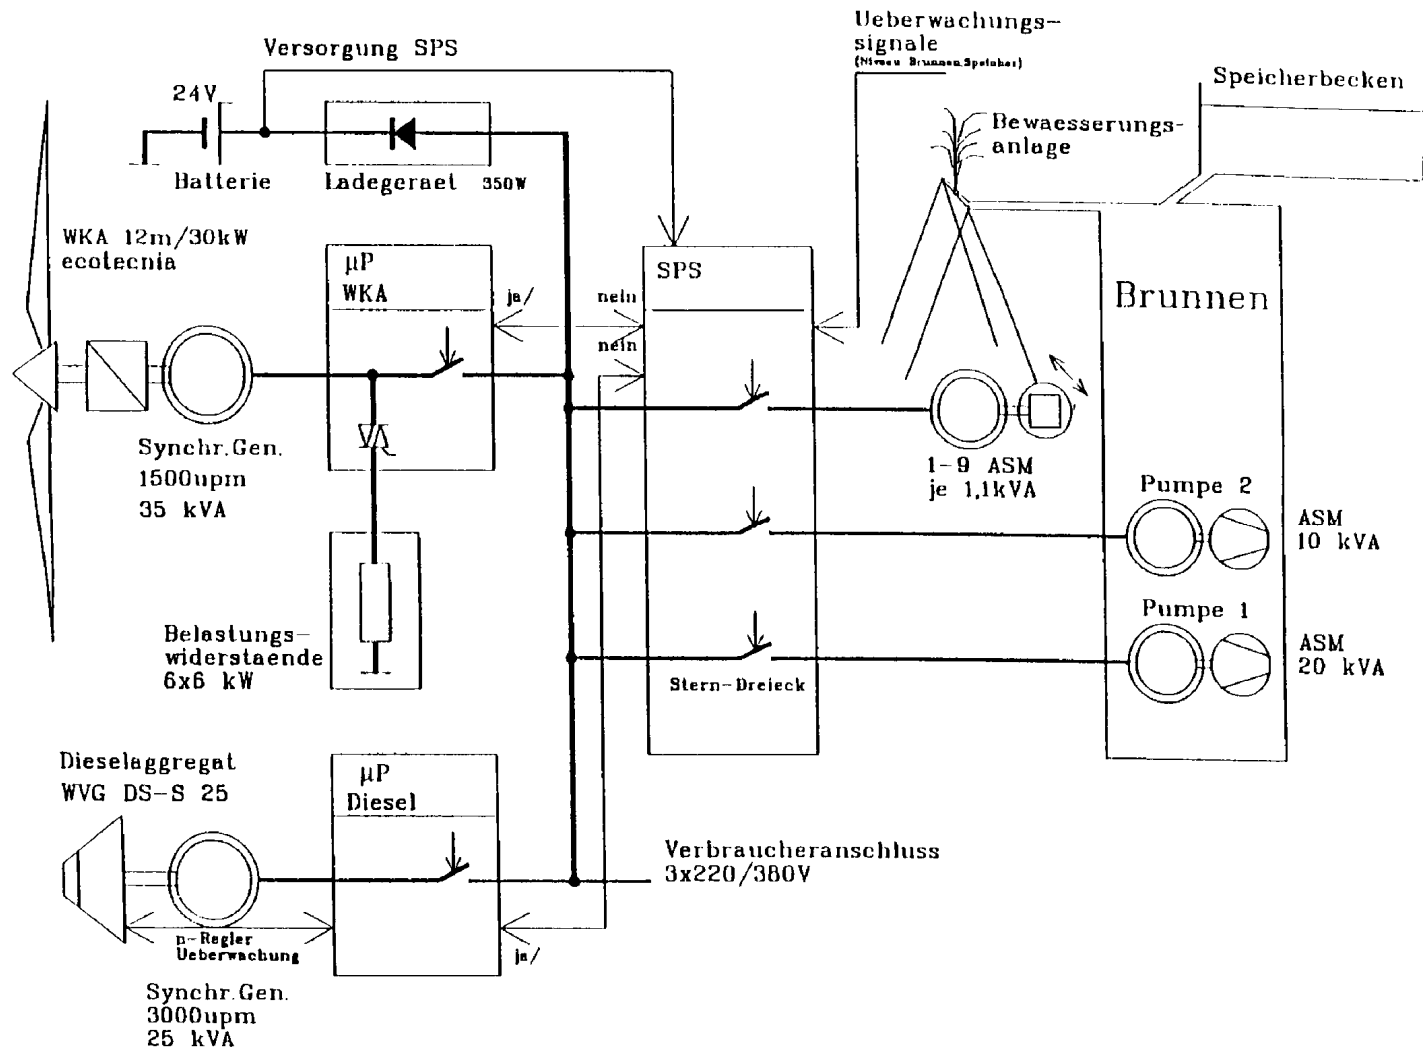 Ueberwachungs-
signale
(Niveau Brunnen,Speicher)
Versorgung SPS
24V
Batterie
Ladegeraet 350W
Speicherbecken
Bewaesserungs-
anlage
WKA 12m/30kW
ecotecnia
µP
WKA
ja/
nein
nein
SPS
Brunnen
Synchr.Gen.
1500upm
35 kVA
1-9 ASM
je 1,1kVA
Pumpe 2
ASM
10 kVA
Pumpe 1
ASM
20 kVA
Belastungs-
widerstaende
6x6 kW
Stern-Dreieck
Dieselaggregat
WVG DS-S 25
µP
Diesel
Verbraucheranschluss
3x220/380V
n-Regler
Ueberwachung
ja/
Synchr.Gen.
3000upm
25 kVA